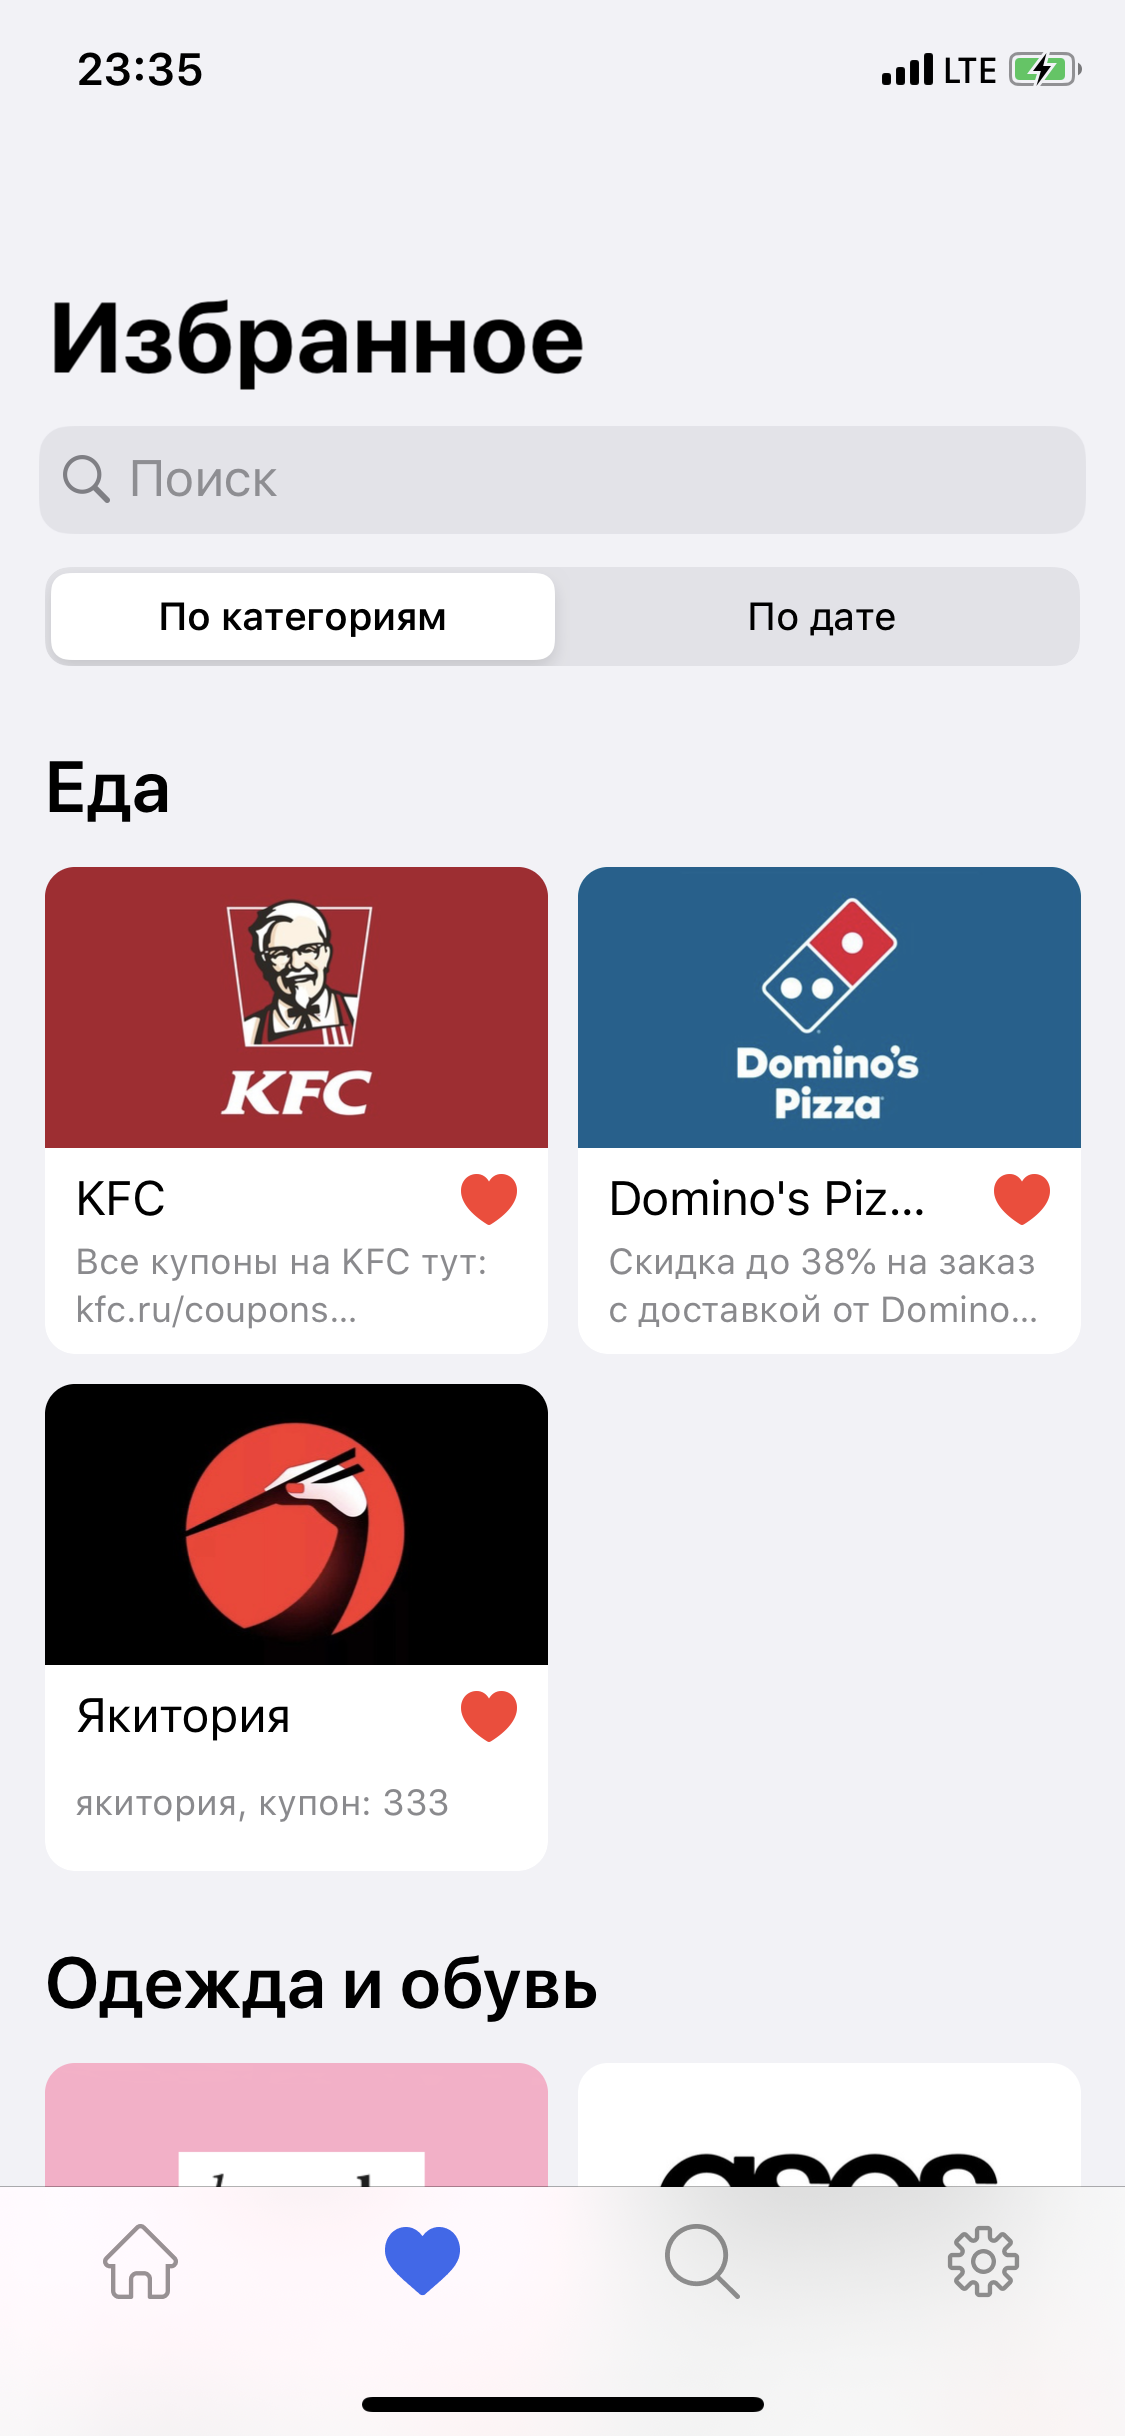 23:35
LTE
Избранное
Поиск
По категориям
По дате
Еда
KFC
Domino's
Pizza
KFC
Все купоны на KFC тут:
kfc.ru/coupons...
Domino's Piz...
Скидка до 38% на заказ
с доставкой от Domino...
Якитория
якитория, купон: 333
Одежда и обувь
asos